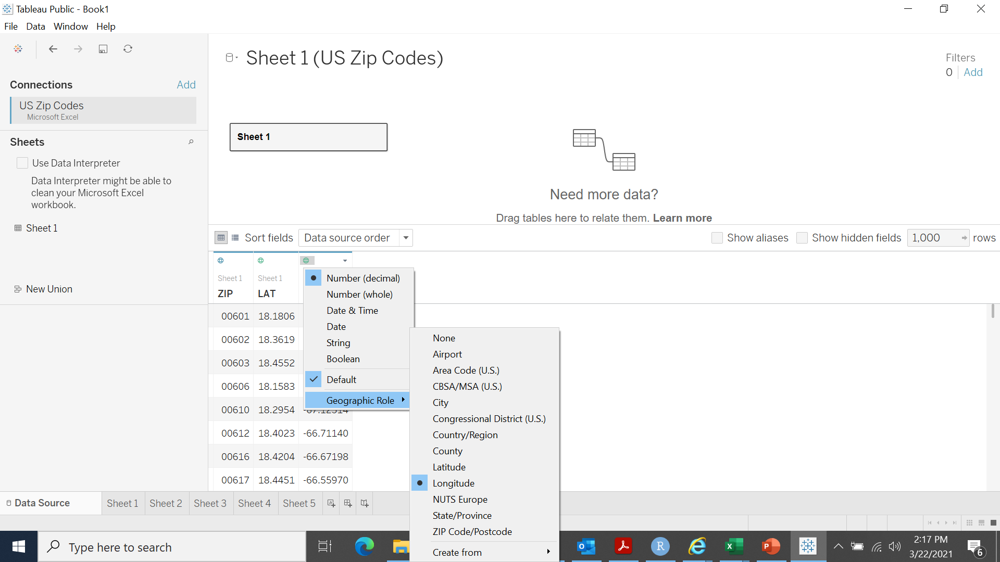 Tableau Public - Book1
File Data Window Help
Connections Add
US Zip Codes
Microsoft Excel
Sheets
Use Data Interpreter
Data Interpreter might be able to
clean your Microsoft Excel
workbook.
Sheet 1
New Union
Sheet 1 (US Zip Codes)
Filters
0 Add
Sheet 1
Need more data?
Drag tables here to relate them. Learn more
Sort fields Data source order Show aliases Show hidden fields 1,000 rows
Sheet 1 Sheet 1
ZIP LAT
00601 18.1806
00602 18.3619
00603 18.4552
00606 18.1583
00610 18.2954 -67.12514
00612 18.4023 -66.71140
00616 18.4204 -66.67198
00617 18.4451 -66.55970
Number (decimal)
Number (whole)
Date & Time
Date
String
Boolean
Default
Geographic Role
None
Airport
Area Code (U.S.)
CBSA/MSA (U.S.)
City
Congressional District (U.S.)
Country/Region
County
Latitude
Longitude
NUTS Europe
State/Province
ZIP Code/Postcode
Create from
Data Source Sheet 1 Sheet 2 Sheet 3 Sheet 4 Sheet 5
Type here to search
2:17 PM
3/22/2021
6